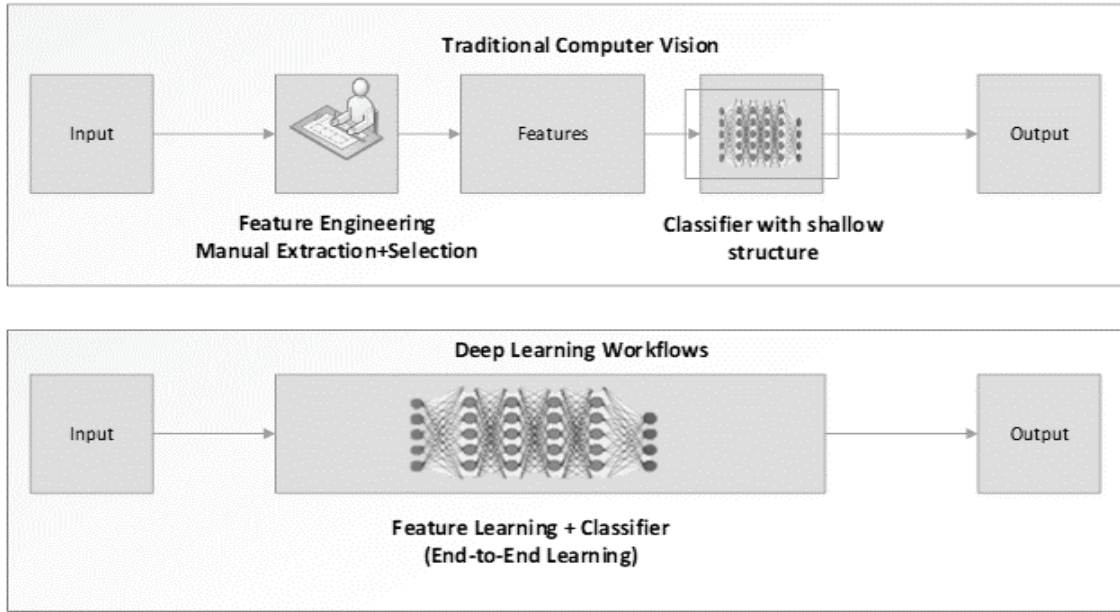 Traditional Computer Vision
Input
Features
Output
Feature Engineering
Manual Extraction+Selection
Classifier with shallow
structure
Deep Learning Workflows
Input
Output
Feature Learning + Classifier
(End-to-End Learning)